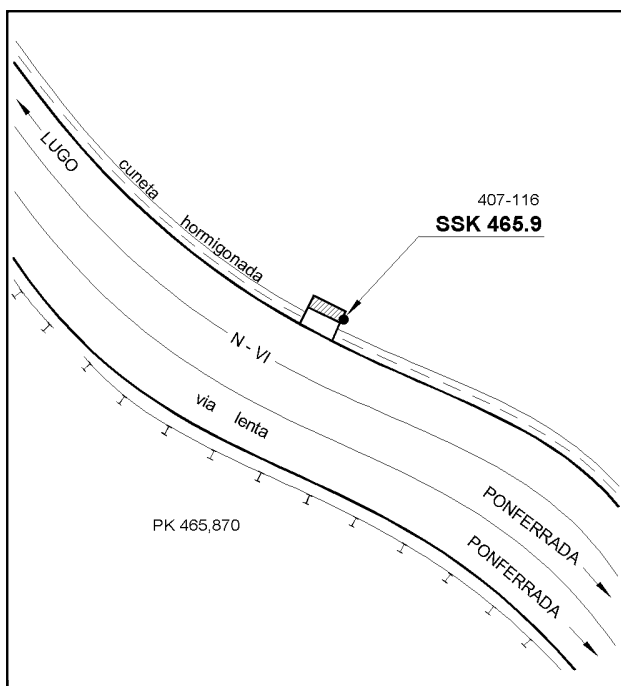 LUGO
cuneta
hormigonada
407-116
SSK 465.9
N - VI
via lenta
PK 465,870
PONFERRADA
PONFERRADA